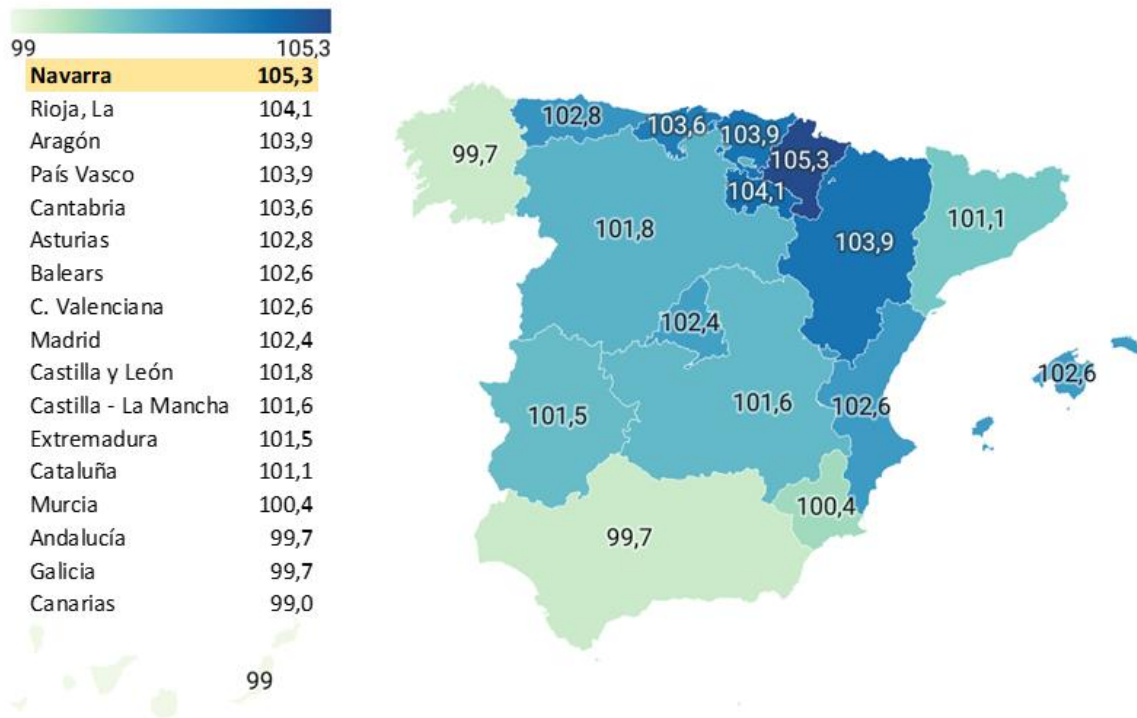 99 105,3
Navarra 105,3
Rioja, La 104,1
Aragón 103,9
País Vasco 103,9
Cantabria 103,6
Asturias 102,8
Balears 102,6
C. Valenciana 102,6
Madrid 102,4
Castilla y León 101,8
Castilla - La Mancha 101,6
Extremadura 101,5
Cataluña 101,1
Murcia 100,4
Andalucía 99,7
Galicia 99,7
Canarias 99,0
99
102,8
103,6
103,9
99,7
105,3
104,1
101,1
101,8
103,9
102,4
102,6
101,6
102,6
101,5
100,4
99,7